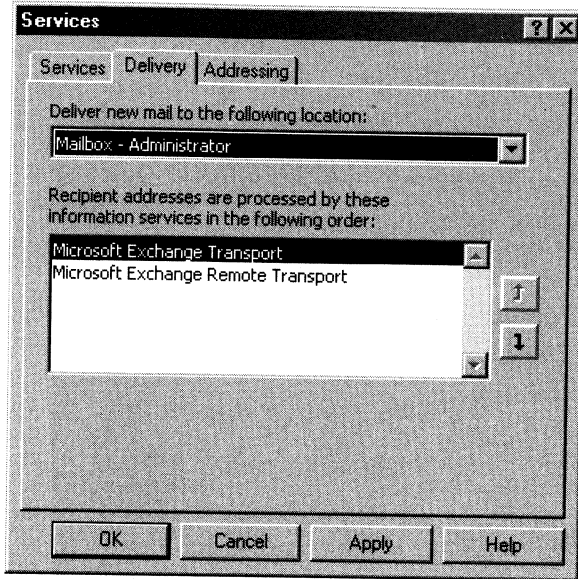 Services
Services Delivery Addressing
Deliver new mail to the following location:
Mailbox - Administrator
Recipient addresses are processed by these
information services in the following order:
Microsoft Exchange Transport
Microsoft Exchange Remote Transport
OK Cancel Apply Help